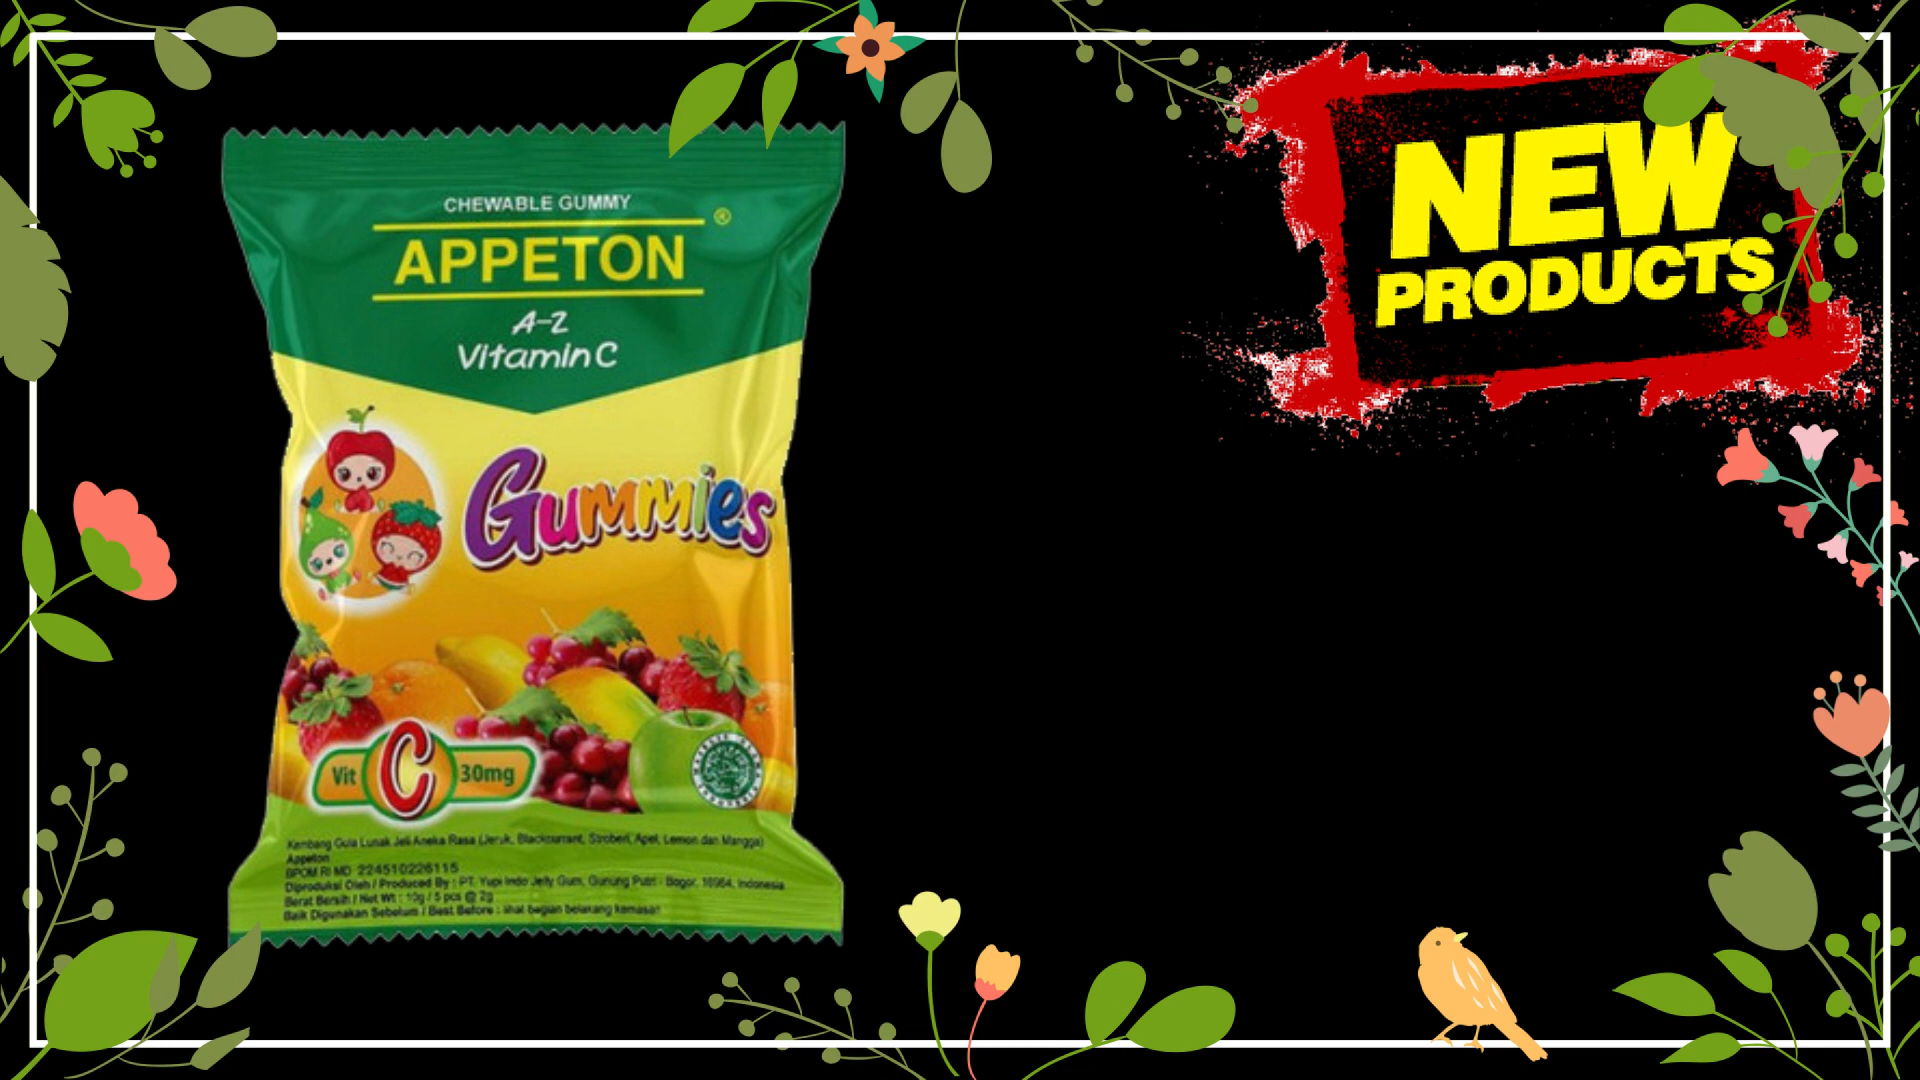 CHEWABLE GUMMY
APPETON ®
A-Z
Vitamin C
Gummies
Vit C 30mg
Kembang Gula Lunak Jeli Aneka Rasa (Jeruk, Blackcurrant, Stroberi, Apel, Lemon dan Mangga)
Appeton
BPOM RI MD 224510226115
Diproduksi Oleh / Produced By : PT. Yupi Indo Jelly Gum, Gunung Putri - Bogor, 16964, Indonesia
Berat Bersih / Net Wt : 10g / 5 pcs @ 2g
Baik Digunakan Sebelum / Best Before : lihat bagian belakang kemasan
NEW
PRODUCTS